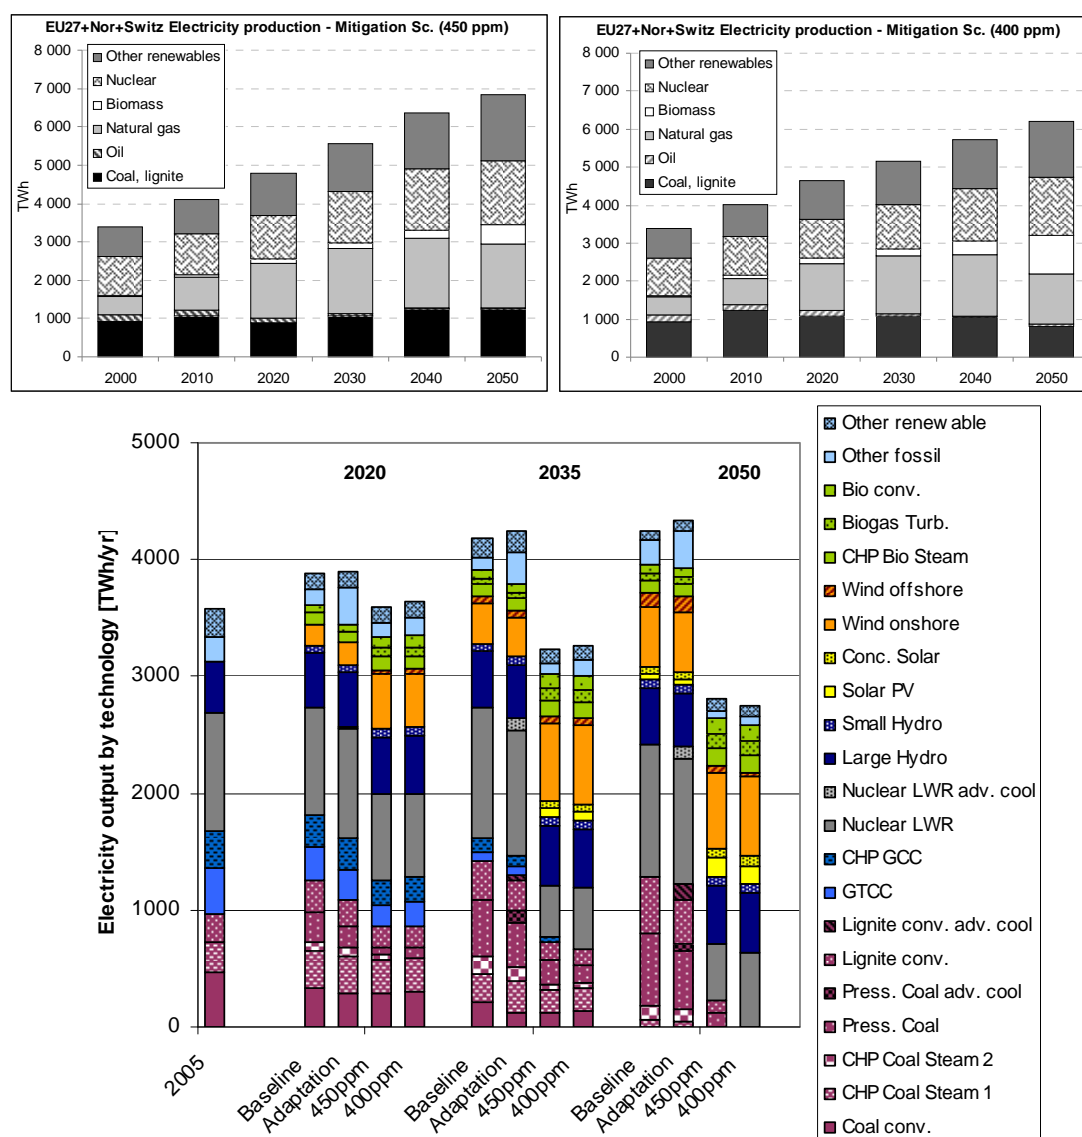 EU27+Nor+Switz Electricity production - Mitigation Sc. (450 ppm)
8 000
7 000
6 000
5 000
4 000
3 000
2 000
1 000
0
TWh
Other renewables
Nuclear
Biomass
Natural gas
Oil
Coal, lignite
2000 2010 2020 2030 2040 2050
EU27+Nor+Switz Electricity production - Mitigation Sc. (400 ppm)
8 000
7 000
6 000
5 000
4 000
3 000
2 000
1 000
0
TWh
Other renewables
Nuclear
Biomass
Natural gas
Oil
Coal, lignite
2000 2010 2020 2030 2040 2050
Electricity output by technology [TWh/yr]
5000
4000
3000
2000
1000
0
2020 2035 2050
2005
Baseline
Adaptation
450ppm
400ppm
Baseline
Adaptation
450ppm
400ppm
Baseline
Adaptation
450ppm
400ppm
Other renewable
Other fossil
Bio conv.
Biogas Turb.
CHP Bio Steam
Wind offshore
Wind onshore
Conc. Solar
Solar PV
Small Hydro
Large Hydro
Nuclear LWR adv. cool
Nuclear LWR
CHP GCC
GTCC
Lignite conv. adv. cool
Lignite conv.
Press. Coal adv. cool
Press. Coal
CHP Coal Steam 2
CHP Coal Steam 1
Coal conv.